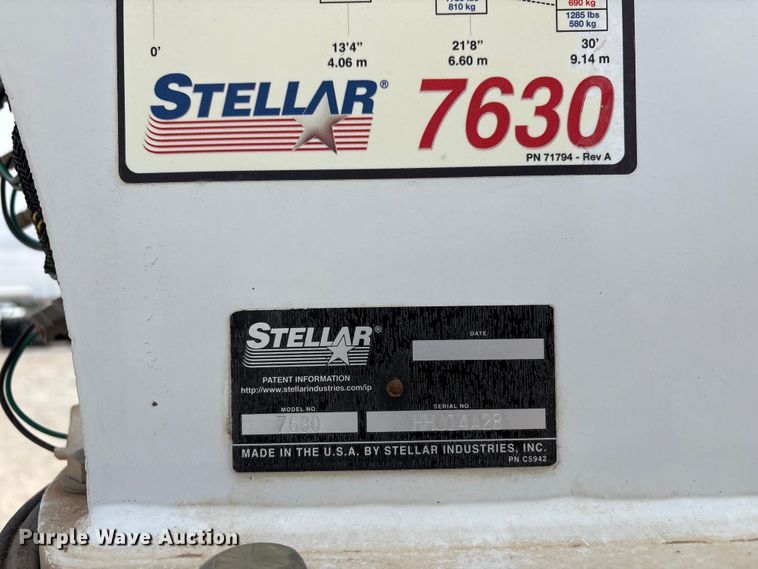 690 kg
1285 lbs
810 kg
580 kg
0' 13'4" 21'8" 30'
4.06 m 6.60 m 9.14 m
STELLAR® 7630
PN 71794 - Rev A
STELLAR®
DATE
PATENT INFORMATION
http://www.stellarindustries.com/ip
MODEL NO. SERIAL NO.
7630
MADE IN THE U.S.A. BY STELLAR INDUSTRIES, INC.
PN C5942
Purple Wave Auction